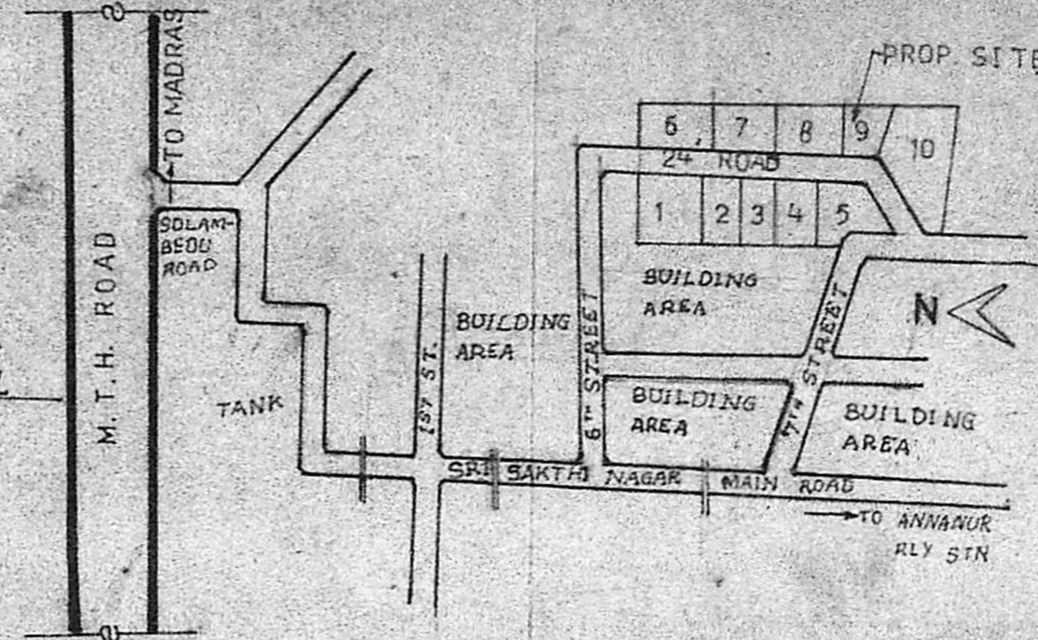 TO MADRAS
M.T.H. ROAD
SOLAM-
BEDU
ROAD
TANK
1ST ST.
BUILDING
AREA
6TH STREET
PROP. SITE
6 7 8 9 10
24' ROAD
1 2 3 4 5
BUILDING
AREA
BUILDING
AREA
7TH STREET
N
BUILDING
AREA
SRI SAKTHI NAGAR MAIN ROAD
TO ANNANUR
RLY STN